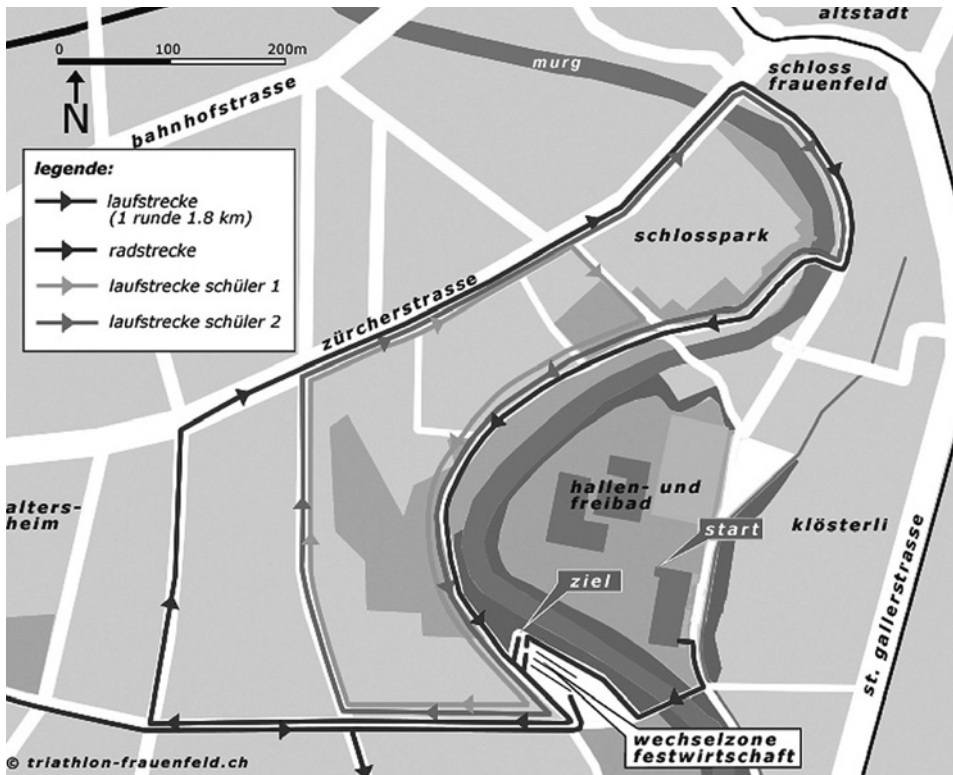 altstadt
0 100 200m
murg
schloss
frauenfeld
N
bahnhofstrasse
legende:
laufstrecke
(1 runde 1.8 km)
radstrecke
laufstrecke schüler 1
laufstrecke schüler 2
schlosspark
zürcherstrasse
alters-
heim
hallen- und
freibad
start
klösterli
ziel
st. gallerstrasse
wechselzone
festwirtschaft
© triathlon-frauenfeld.ch